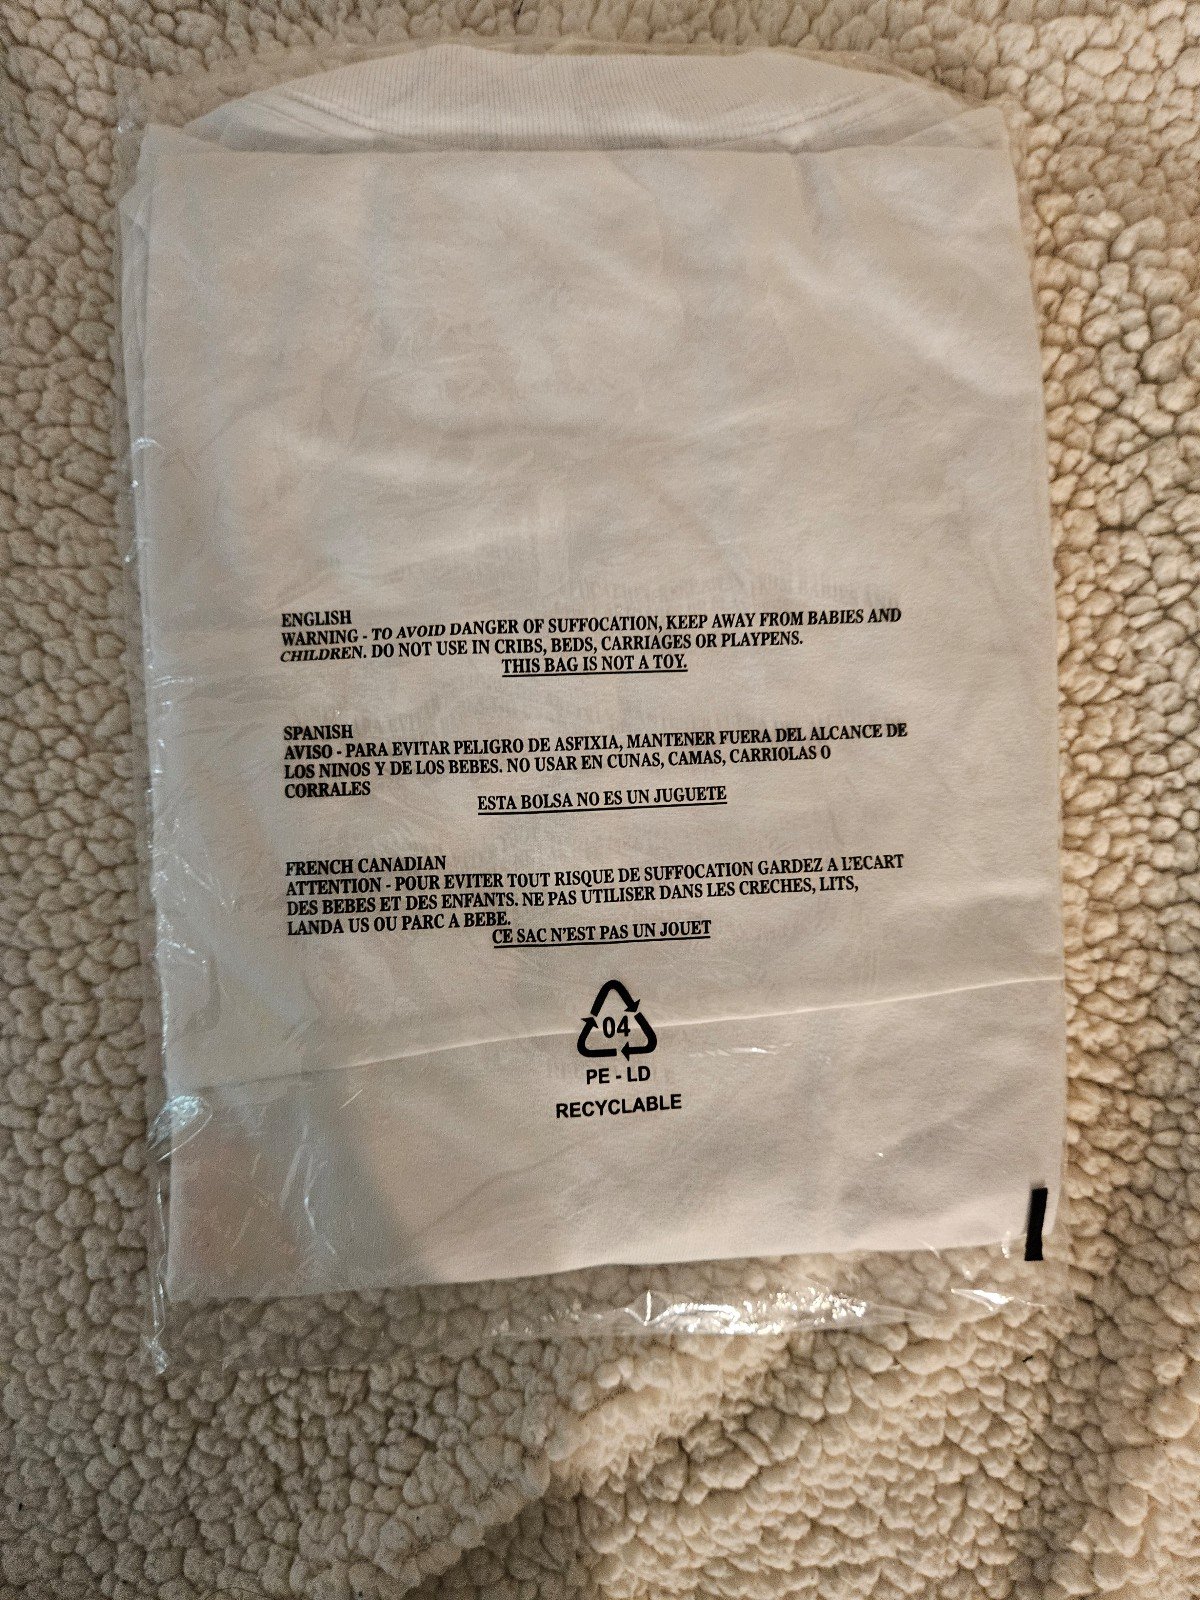 ENGLISH
WARNING - TO AVOID DANGER OF SUFFOCATION, KEEP AWAY FROM BABIES AND
CHILDREN. DO NOT USE IN CRIBS, BEDS, CARRIAGES OR PLAYPENS.
THIS BAG IS NOT A TOY.
SPANISH
AVISO - PARA EVITAR PELIGRO DE ASFIXIA, MANTENER FUERA DEL ALCANCE DE
LOS NINOS Y DE LOS BEBES. NO USAR EN CUNAS, CAMAS, CARRIOLAS O
CORRALES
ESTA BOLSA NO ES UN JUGUETE
FRENCH CANADIAN
ATTENTION - POUR EVITER TOUT RISQUE DE SUFFOCATION GARDEZ A L'ECART
DES BEBES ET DES ENFANTS. NE PAS UTILISER DANS LES CRECHES, LITS,
LANDA US OU PARC A BEBE.
CE SAC N'EST PAS UN JOUET
04
PE - LD
RECYCLABLE